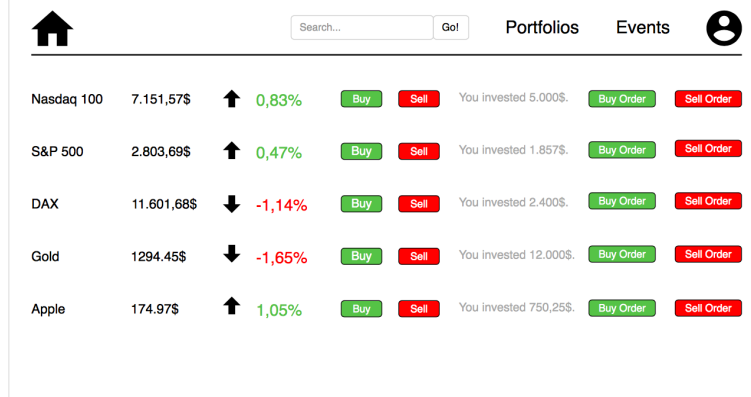 Search... Go! Portfolios Events
Nasdaq 100 7.151,57$ 0,83% Buy Sell You invested 5.000$. Buy Order Sell Order
S&P 500 2.803,69$ 0,47% Buy Sell You invested 1.857$. Buy Order Sell Order
DAX 11.601,68$ -1,14% Buy Sell You invested 2.400$. Buy Order Sell Order
Gold 1294.45$ -1,65% Buy Sell You invested 12.000$. Buy Order Sell Order
Apple 174.97$ 1,05% Buy Sell You invested 750,25$. Buy Order Sell Order